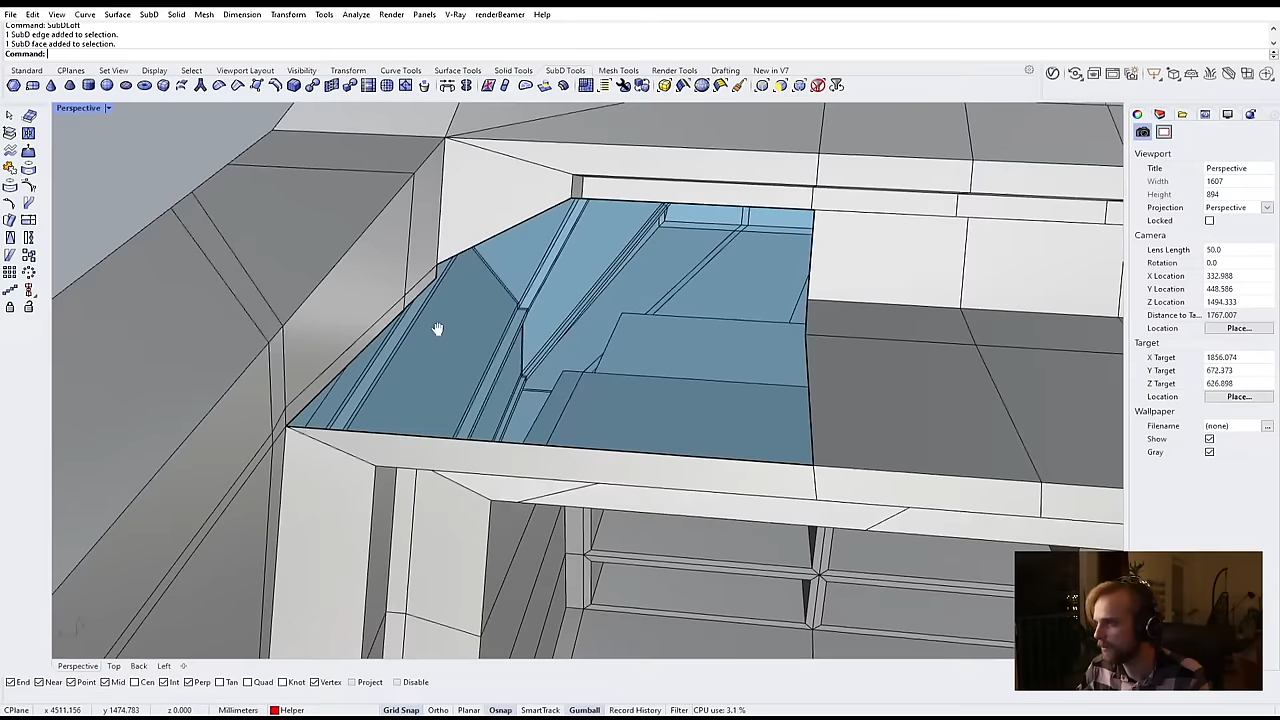 File Edit View Curve Surface SubD Solid Mesh Dimension Transform Tools Analyze Render Panels V-Ray renderBeamer Help
Command: SubDLoft
1 SubD edge added to selection.
1 SubD face added to selection.
Command:
Standard CPlanes Set View Display Select Viewport Layout Visibility Transform Curve Tools Surface Tools Solid Tools SubD Tools Mesh Tools Render Tools Drafting New in V7
Perspective
Viewport
Title Perspective
Width 1607
Height 894
Projection Perspective
Locked
Camera
Lens Length 50.0
Rotation 0.0
X Location 332.988
Y Location 448.586
Z Location 1494.333
Distance to Ta... 1767.007
Location Place...
Target
X Target 1856.074
Y Target 672.373
Z Target 626.898
Location Place...
Wallpaper
Filename (none) ...
Show
Gray
Perspective Top Back Left
End Near Point Mid Cen Int Perp Tan Quad Knot Vertex Project Disable
CPlane x 4511.156 y 1474.783 z 0.000 Millimeters Helper Grid Snap Ortho Planar Osnap SmartTrack Gumball Record History Filter CPU use: 3.1 %